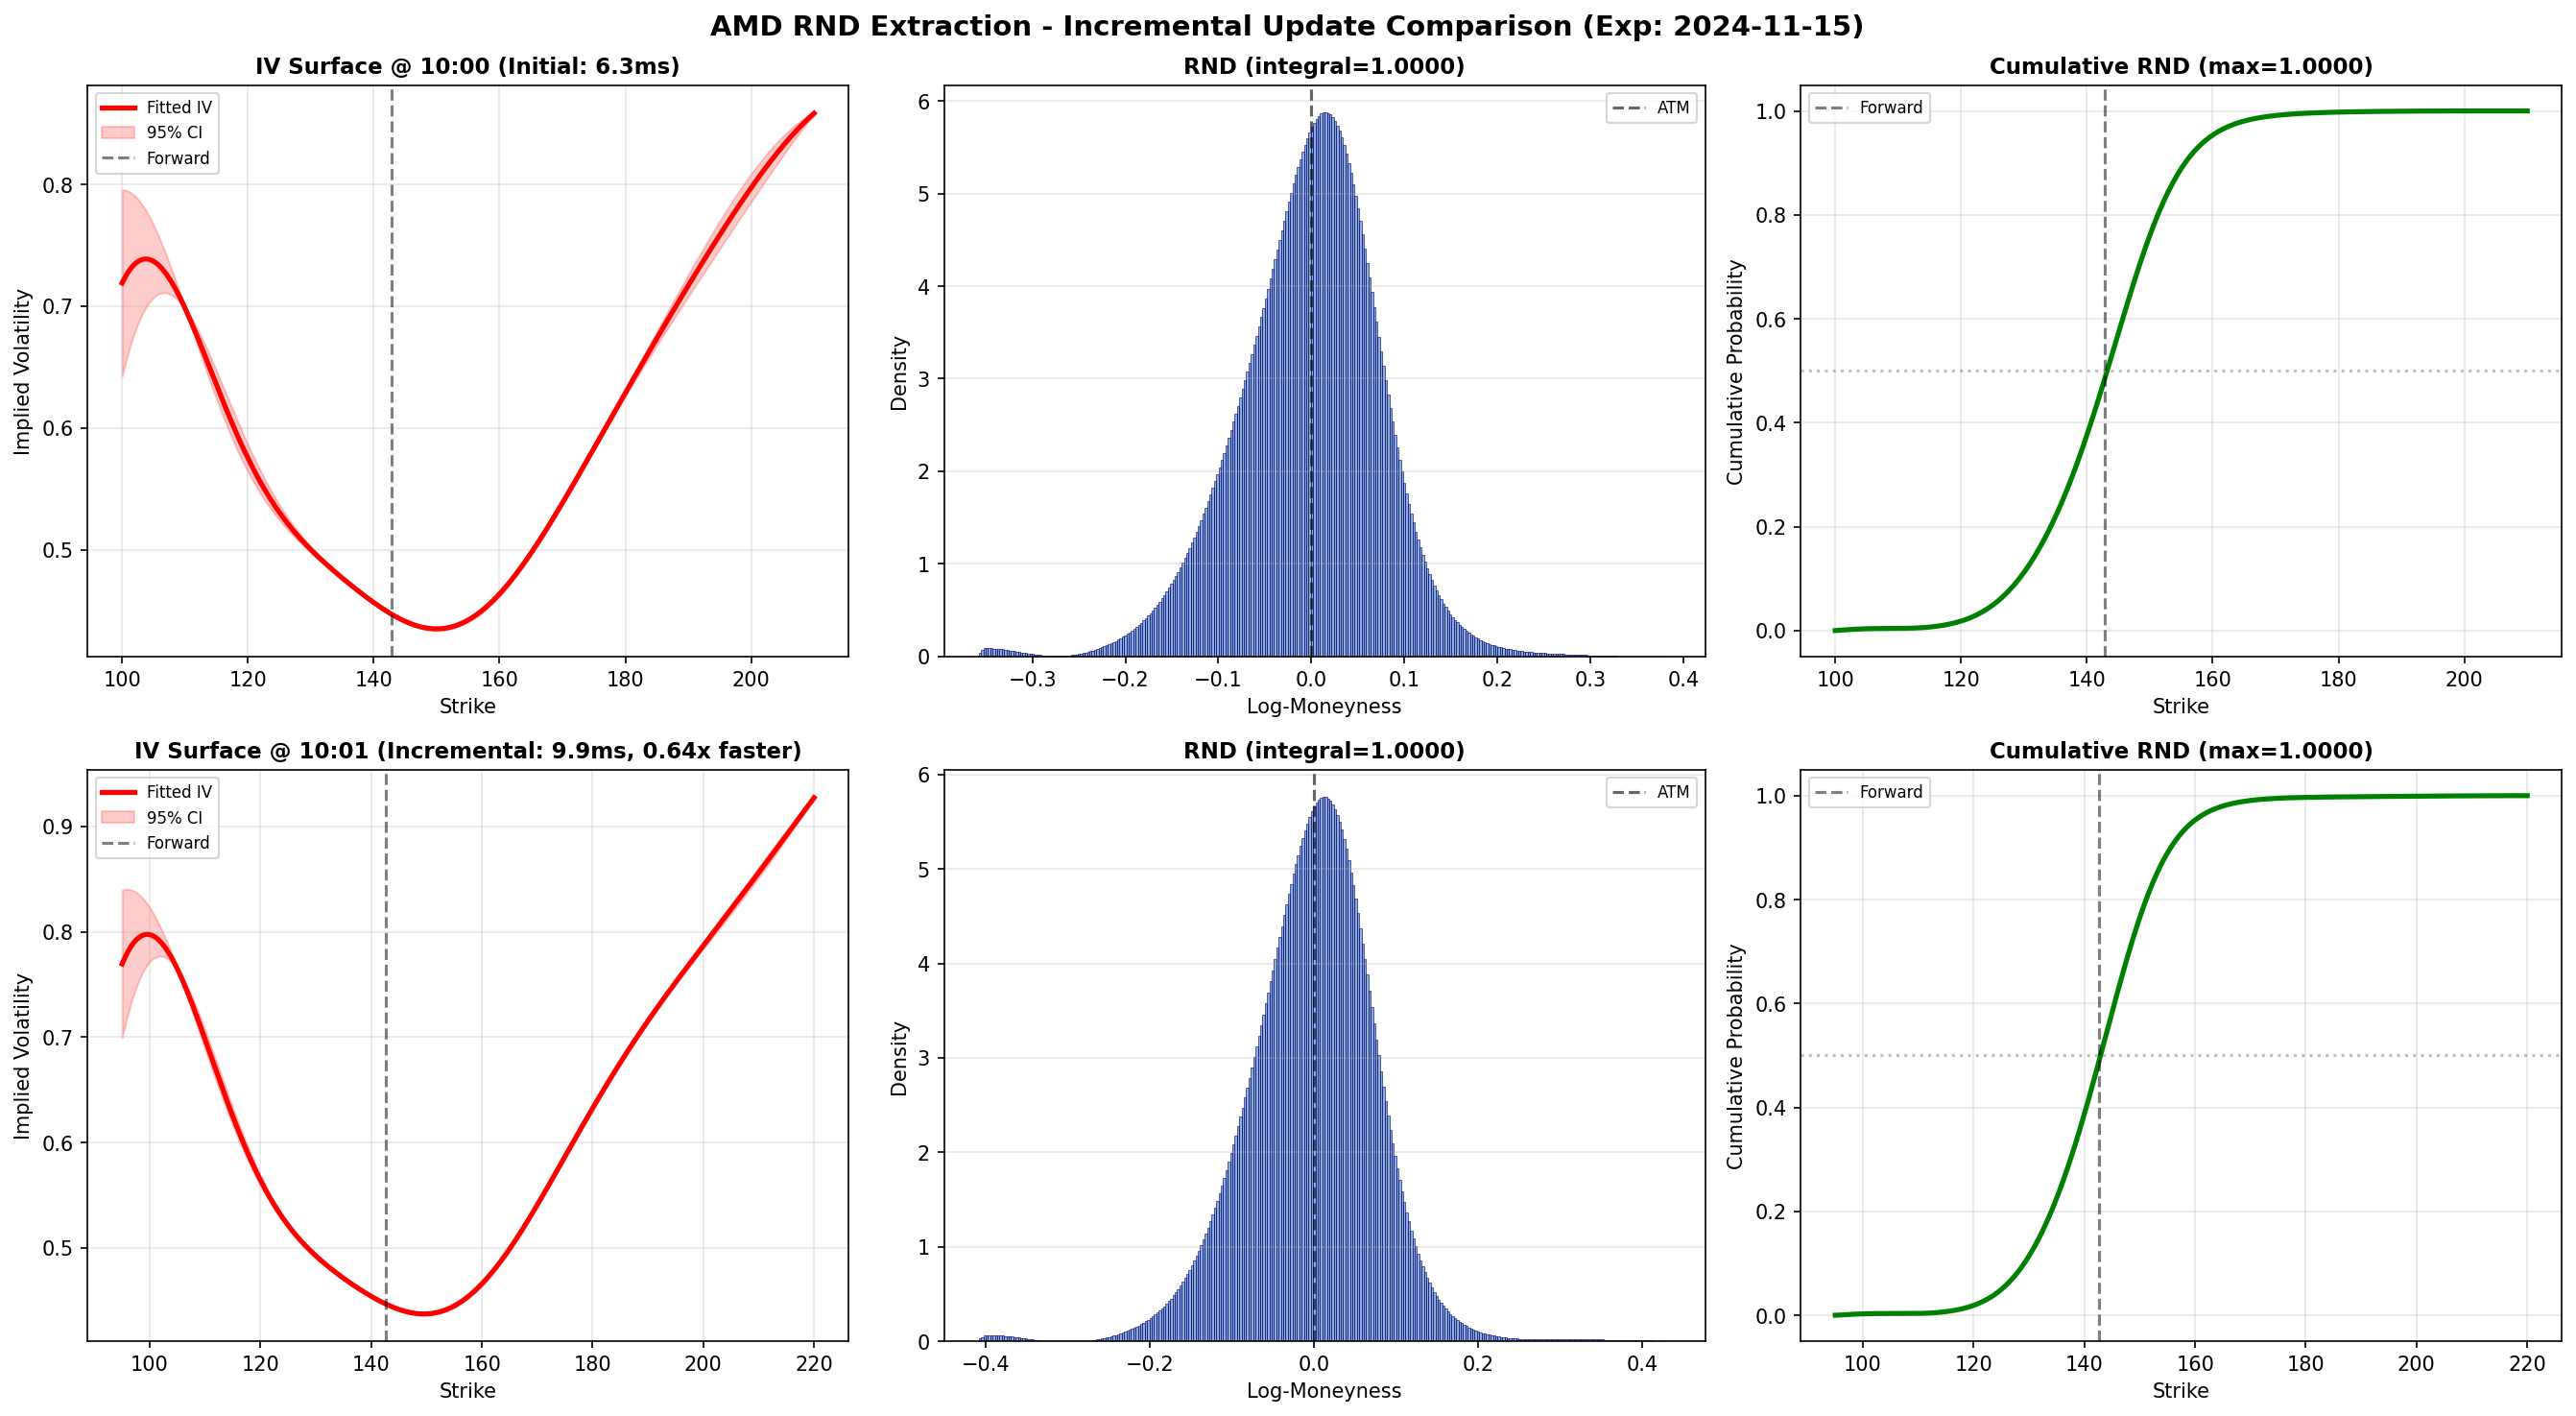 AMD RND Extraction - Incremental Update Comparison (Exp: 2024-11-15)
IV Surface @ 10:00 (Initial: 6.3ms)
Fitted IV
95% CI
Forward
Implied Volatility
0.8
0.7
0.6
0.5
100 120 140 160 180 200
Strike
RND (integral=1.0000)
ATM
Density
6
5
4
3
2
1
0
−0.3 −0.2 −0.1 0.0 0.1 0.2 0.3 0.4
Log-Moneyness
Cumulative RND (max=1.0000)
Forward
Cumulative Probability
1.0
0.8
0.6
0.4
0.2
0.0
100 120 140 160 180 200
Strike
IV Surface @ 10:01 (Incremental: 9.9ms, 0.64x faster)
Fitted IV
95% CI
Forward
Implied Volatility
0.9
0.8
0.7
0.6
0.5
100 120 140 160 180 200 220
Strike
RND (integral=1.0000)
ATM
Density
6
5
4
3
2
1
0
−0.4 −0.2 0.0 0.2 0.4
Log-Moneyness
Cumulative RND (max=1.0000)
Forward
Cumulative Probability
1.0
0.8
0.6
0.4
0.2
0.0
100 120 140 160 180 200 220
Strike